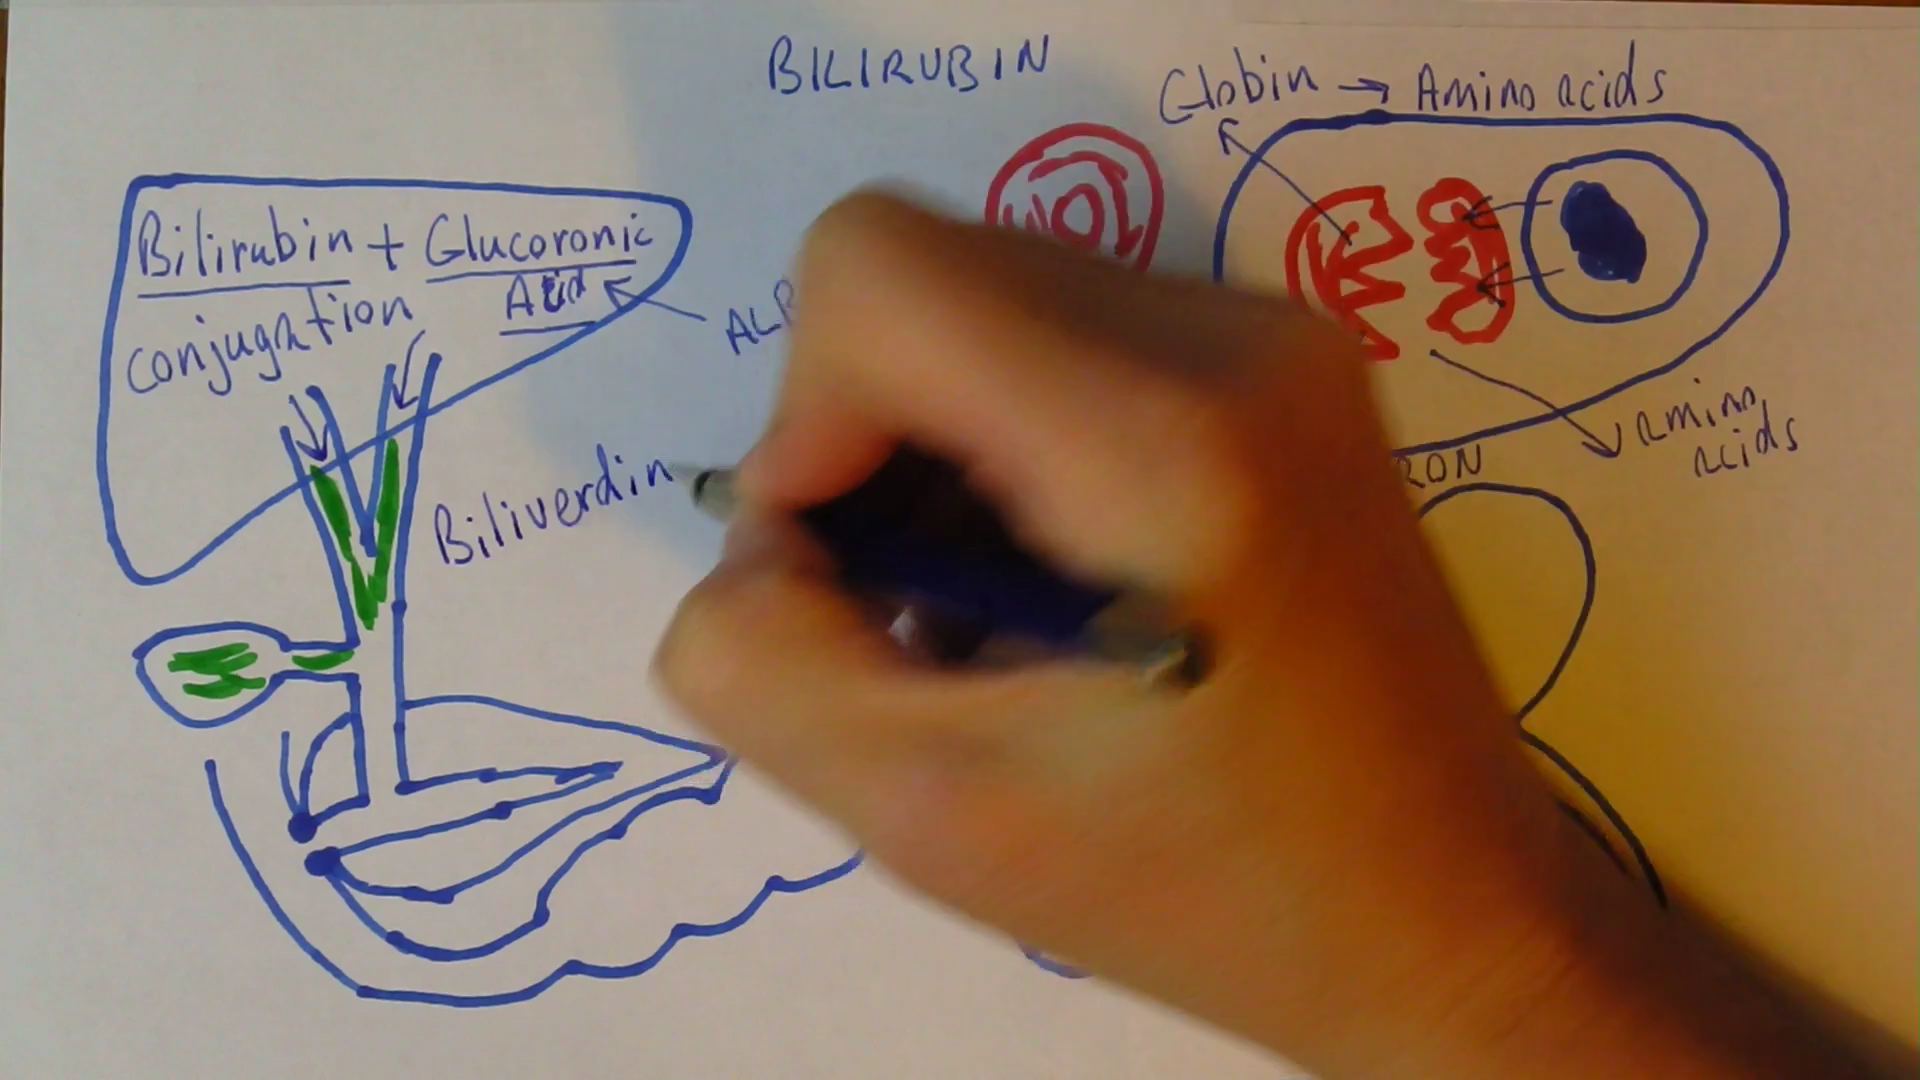 BILIRUBIN
Globin → Amino acids
Bilirubin + Glucoronic
Acid
conjugation
Biliverdin
amino
acids